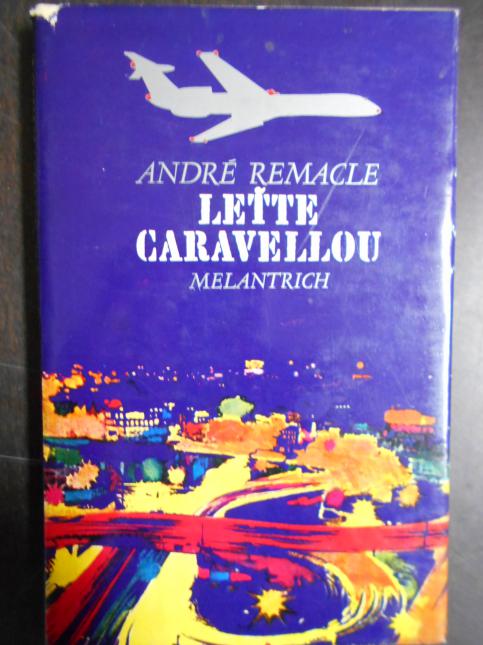 ANDRÉ REMACLE
LEŤTE
CARAVELLOU
MELANTRICH